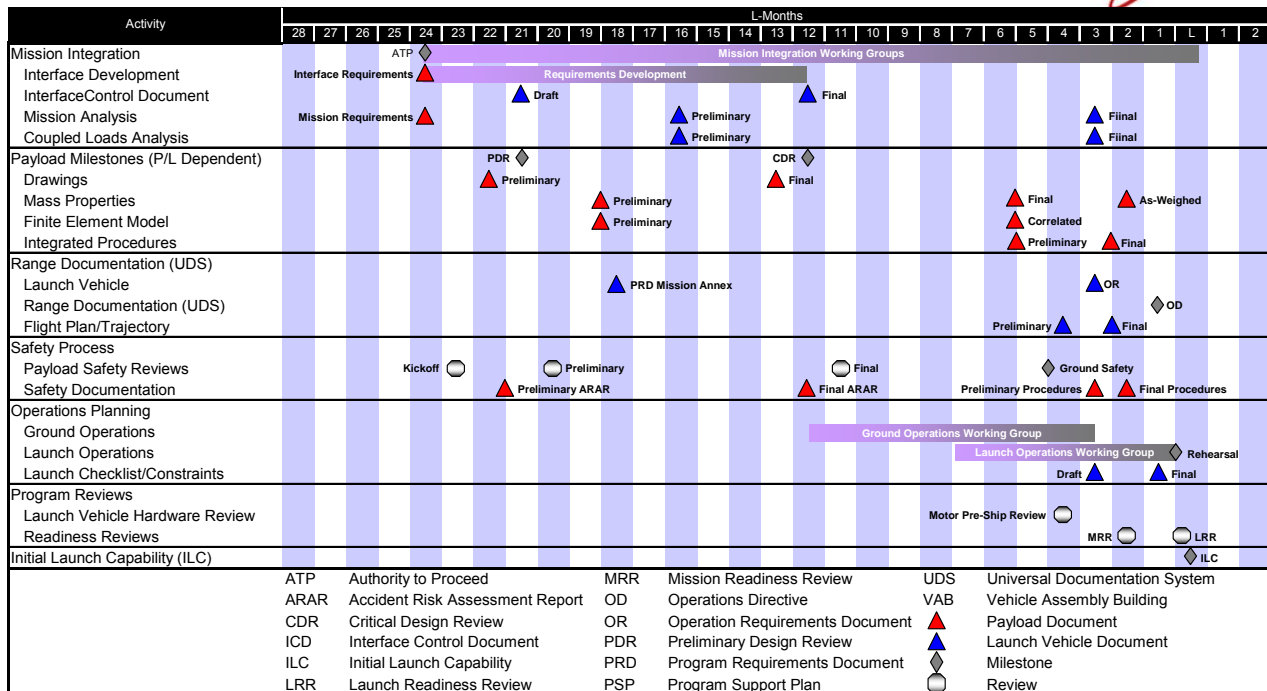 Activity
L-Months
28 27 26 25 24 23 22 21 20 19 18 17 16 15 14 13 12 11 10 9 8 7 6 5 4 3 2 1 L 1 2
Mission Integration ATP Mission Integration Working Groups
Interface Development Interface Requirements Requirements Development
InterfaceControl Document Draft Final
Mission Analysis Mission Requirements Preliminary Fiinal
Coupled Loads Analysis Preliminary Fiinal
Payload Milestones (P/L Dependent) PDR CDR
Drawings Preliminary Final
Mass Properties Preliminary Final As-Weighed
Finite Element Model Preliminary Correlated
Integrated Procedures Preliminary Final
Range Documentation (UDS)
Launch Vehicle PRD Mission Annex OR
Range Documentation (UDS) OD
Flight Plan/Trajectory Preliminary Final
Safety Process
Payload Safety Reviews Kickoff Preliminary Final Ground Safety
Safety Documentation Preliminary ARAR Final ARAR Preliminary Procedures Final Procedures
Operations Planning
Ground Operations Ground Operations Working Group
Launch Operations Launch Operations Working Group Rehearsal
Launch Checklist/Constraints Draft Final
Program Reviews
Launch Vehicle Hardware Review Motor Pre-Ship Review
Readiness Reviews MRR LRR
Initial Launch Capability (ILC) ILC
ATP Authority to Proceed MRR Mission Readiness Review UDS Universal Documentation System
ARAR Accident Risk Assessment Report OD Operations Directive VAB Vehicle Assembly Building
CDR Critical Design Review OR Operation Requirements Document Payload Document
ICD Interface Control Document PDR Preliminary Design Review Launch Vehicle Document
ILC Initial Launch Capability PRD Program Requirements Document Milestone
LRR Launch Readiness Review PSP Program Support Plan Review